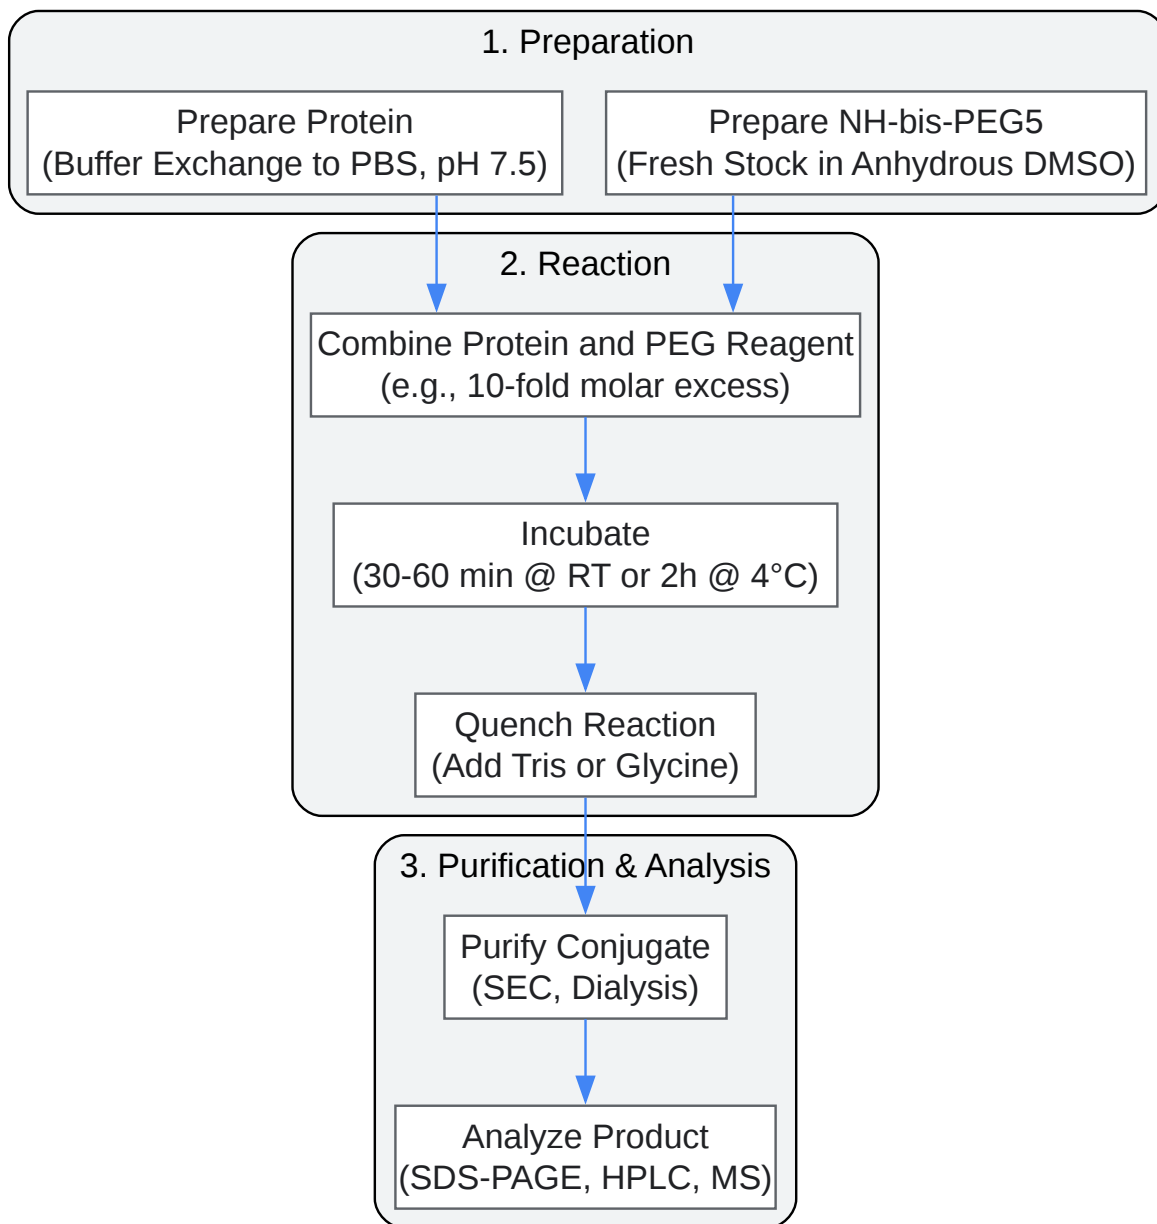 1. Preparation
Prepare Protein
(Buffer Exchange to PBS, pH 7.5)
Prepare NH-bis-PEG5
(Fresh Stock in Anhydrous DMSO)
2. Reaction
Combine Protein and PEG Reagent
(e.g., 10-fold molar excess)
Incubate
(30-60 min @ RT or 2h @ 4°C)
Quench Reaction
(Add Tris or Glycine)
3. Purification & Analysis
Purify Conjugate
(SEC, Dialysis)
Analyze Product
(SDS-PAGE, HPLC, MS)